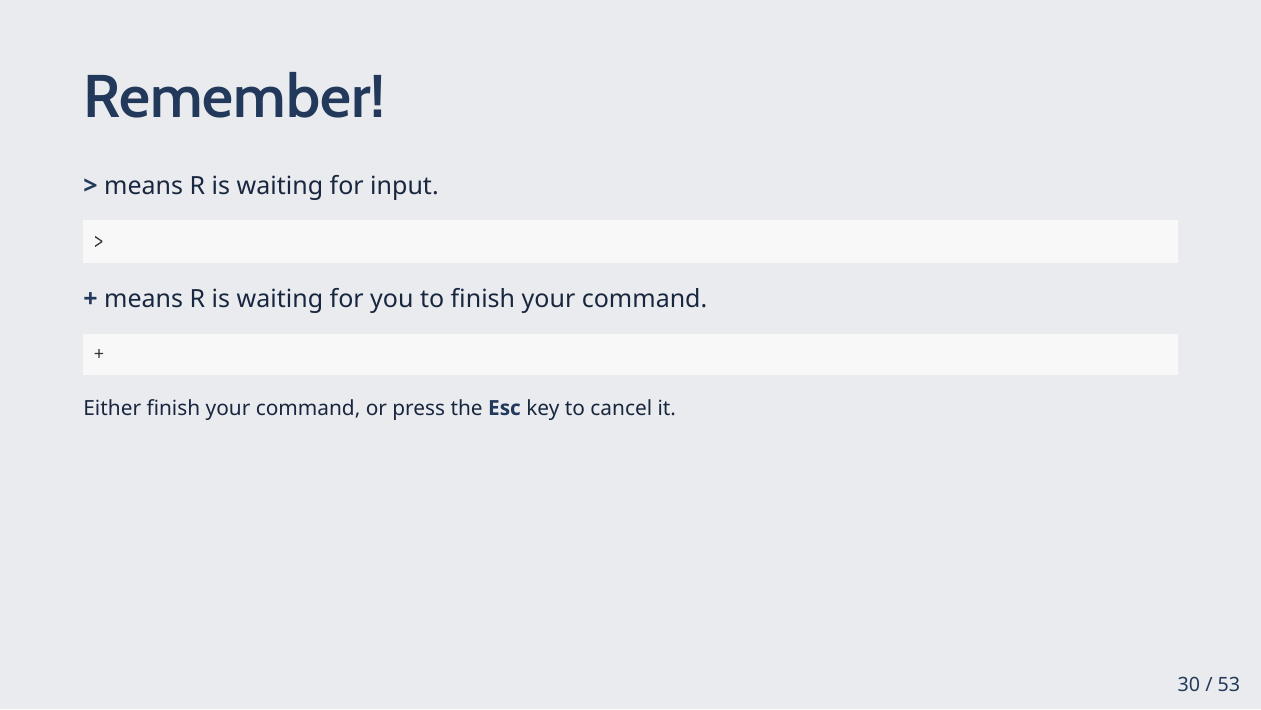 Remember!
> means R is waiting for input.
>
+ means R is waiting for you to finish your command.
+
Either finish your command, or press the Esc key to cancel it.
30 / 53